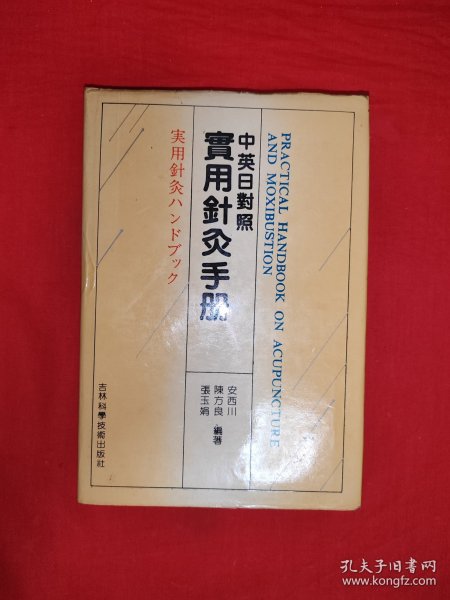 PRACTICAL HANDBOOK ON ACUPUNCTURE
AND MOXIBUSTION
中英日對照
實用針灸手册
実用針灸ハンドブック
安西川
陳方良 編著
張玉娟
吉林科學技術出版社
孔夫子旧书网
www.kongfz.com